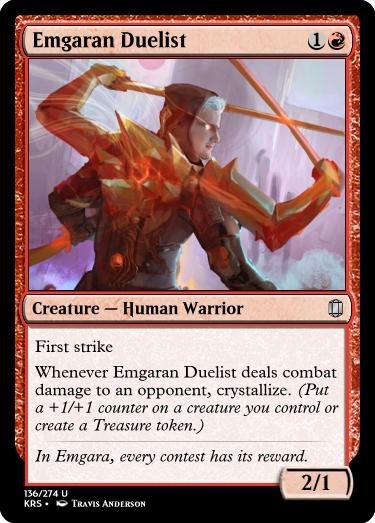 Emgaran Duelist 1
Creature — Human Warrior
First strike
Whenever Emgaran Duelist deals combat
damage to an opponent, crystallize. (Put
a +1/+1 counter on a creature you control or
create a Treasure token.)
In Emgara, every contest has its reward.
2/1
136/274 U
KRS • Travis Anderson